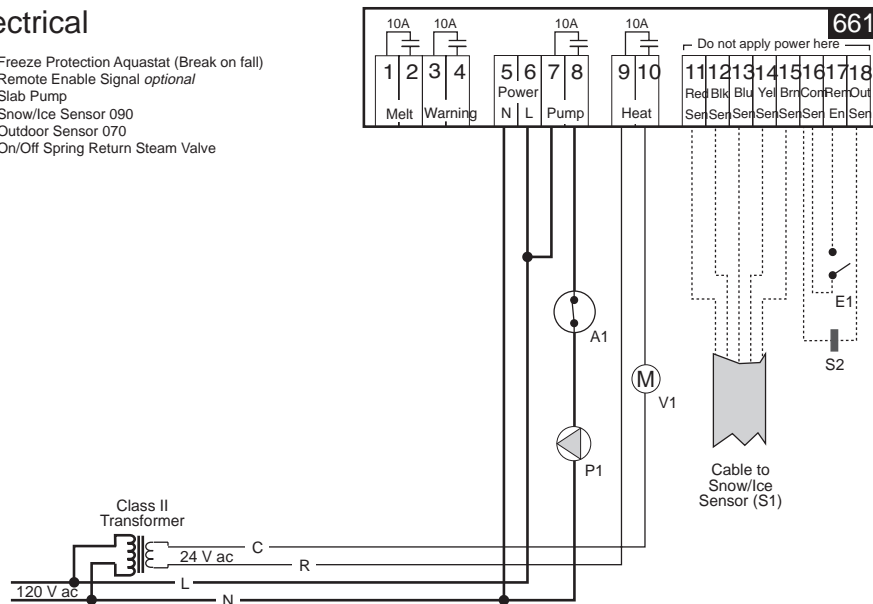 ectrical
Freeze Protection Aquastat (Break on fall)
Remote Enable Signal optional
Slab Pump
Snow/Ice Sensor 090
Outdoor Sensor 070
On/Off Spring Return Steam Valve
661
10A 10A 10A 10A
Do not apply power here
1 2 3 4 5 6 7 8 9 10 11 12 13 14 15 16 17 18
Power Red Blk Blu Yel Brn Com Rem Out
Melt Warning N L Pump Heat Sen Sen Sen Sen Sen Sen En Sen
E1
A1
S2
M
V1
P1
Cable to
Snow/Ice
Sensor (S1)
Class II
Transformer
C
24 V ac
R
L
120 V ac
N